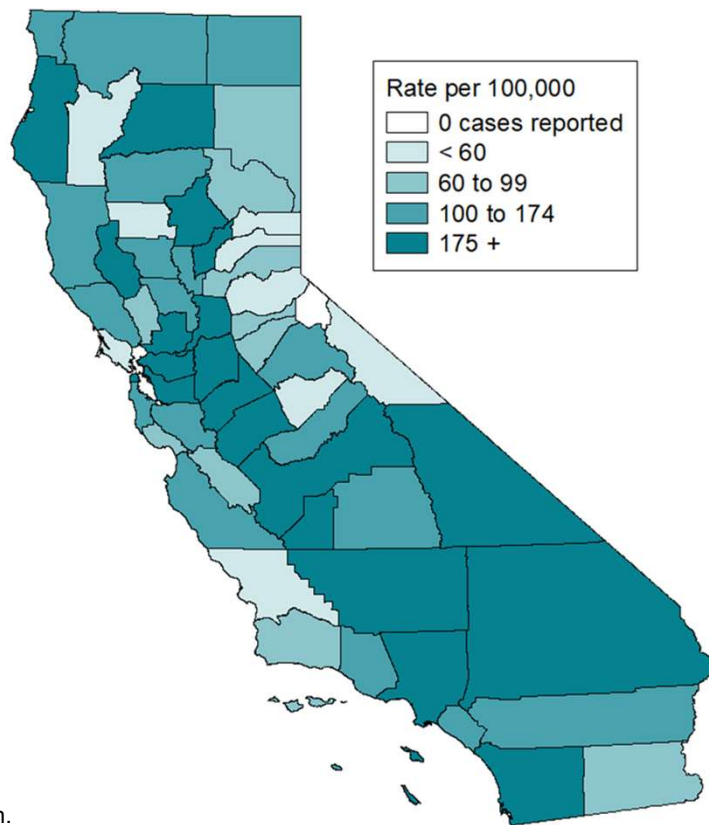 Rate per 100,000
0 cases reported
< 60
60 to 99
100 to 174
175 +